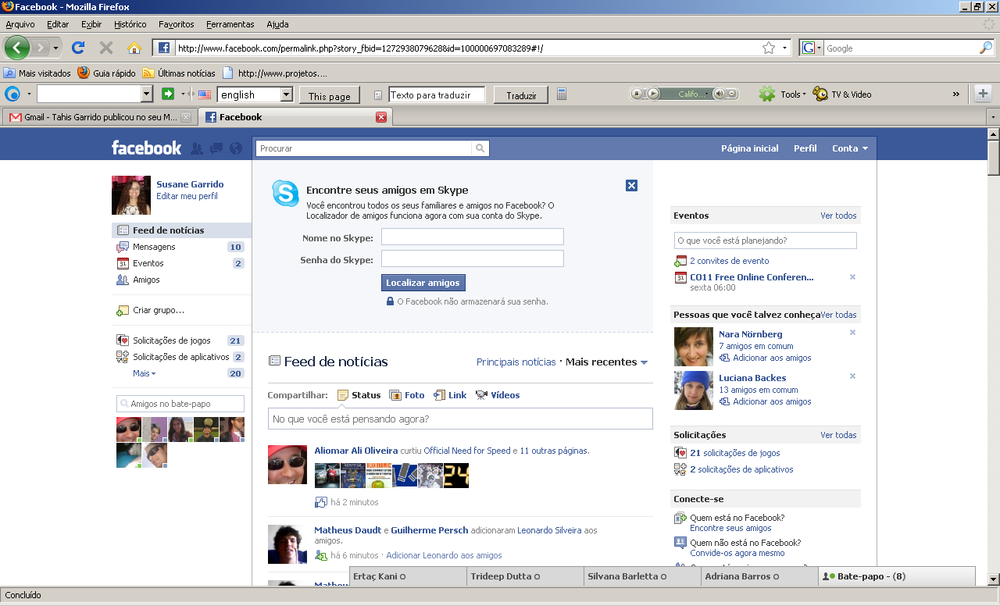 Facebook - Mozilla Firefox
Arquivo Editar Exibir Histórico Favoritos Ferramentas Ajuda
http://www.facebook.com/permalink.php?story_fbid=1272938079628&id=100000697083289#!/
Google
Mais visitados Guia rápido Últimas notícias http://www.projetos....
english This page Texto para traduzir Traduzir Califo... Tools TV & Video »
Gmail - Tahis Garrido publicou no seu M... Facebook
facebook Procurar Página inicial Perfil Conta
Susane Garrido
Editar meu perfil
Feed de notícias
Mensagens 10
Eventos 2
Amigos
Criar grupo...
Solicitações de jogos 21
Solicitações de aplicativos 2
Mais 20
Amigos no bate-papo
Encontre seus amigos em Skype
Você encontrou todos os seus familiares e amigos no Facebook? O
Localizador de amigos funciona agora com sua conta do Skype.
Nome no Skype:
Senha do Skype:
Localizar amigos
O Facebook não armazenará sua senha.
Feed de notícias Principais notícias · Mais recentes
Compartilhar: Status Foto Link Vídeos
No que você está pensando agora?
Aliomar Ali Oliveira curtiu Official Need for Speed e 11 outras páginas.
24
há 2 minutos
Matheus Daudt e Guilherme Persch adicionaram Leonardo Silveira aos
amigos.
há 6 minutos · Adicionar Leonardo aos amigos
Eventos Ver todos
O que você está planejando?
2 convites de evento
31 CO11 Free Online Conferen...
sexta 06:00
Pessoas que você talvez conheça Ver todas
Nara Nörnberg
7 amigos em comum
Adicionar aos amigos
Luciana Backes
13 amigos em comum
Adicionar aos amigos
Solicitações Ver todas
21 solicitações de jogos
2 solicitações de aplicativos
Conecte-se
Quem está no Facebook?
Encontre seus amigos
Quem não está no Facebook?
Convide-os agora mesmo
Ertaç Kani Trideep Dutta Silvana Barletta Adriana Barros Bate-papo - (8)
Concluído